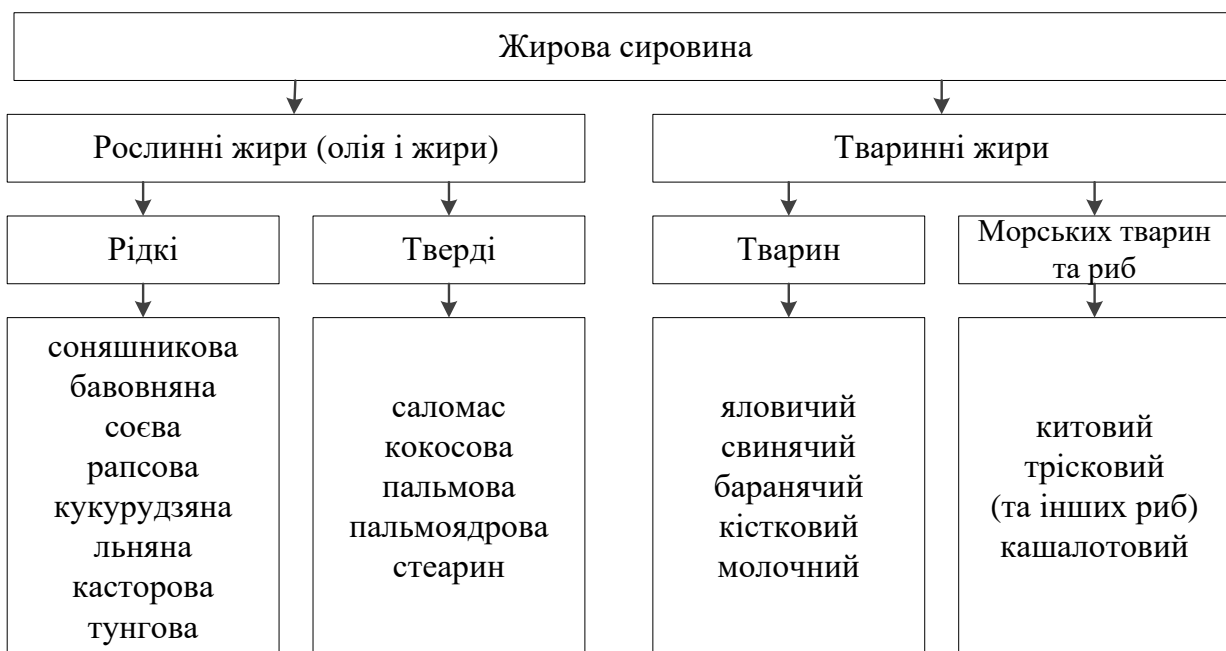 Жирова сировина
Рослинні жири (олія і жири)
Тваринні жири
Рідкі
Тверді
Тварин
Морських тварин
та риб
соняшникова
бавовняна
соєва
рапсова
кукурудзяна
льняна
касторова
тунгова
саломас
кокосова
пальмова
пальмоядрова
стеарин
яловичий
свинячий
баранячий
кістковий
молочний
китовий
трісковий
(та інших риб)
кашалотовий